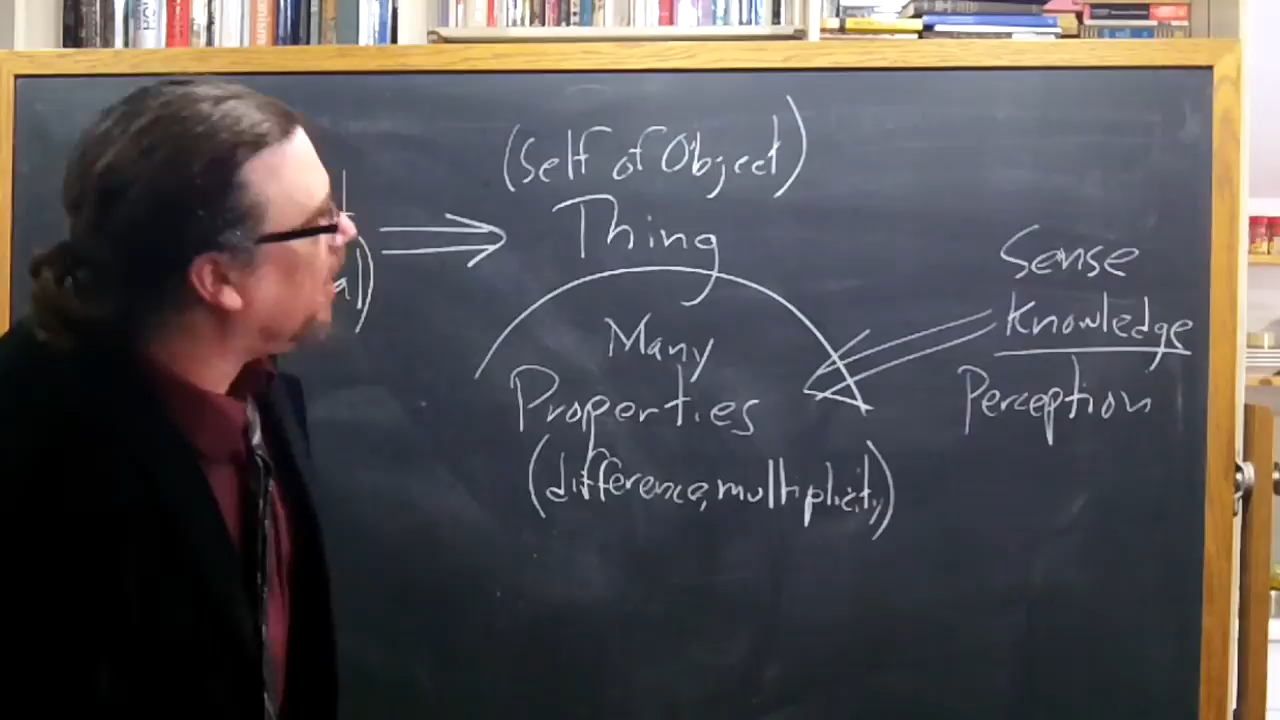 (Self of Object)
Thing
Many
Properties
(difference, multiplicity)
Sense
Knowledge
Perception